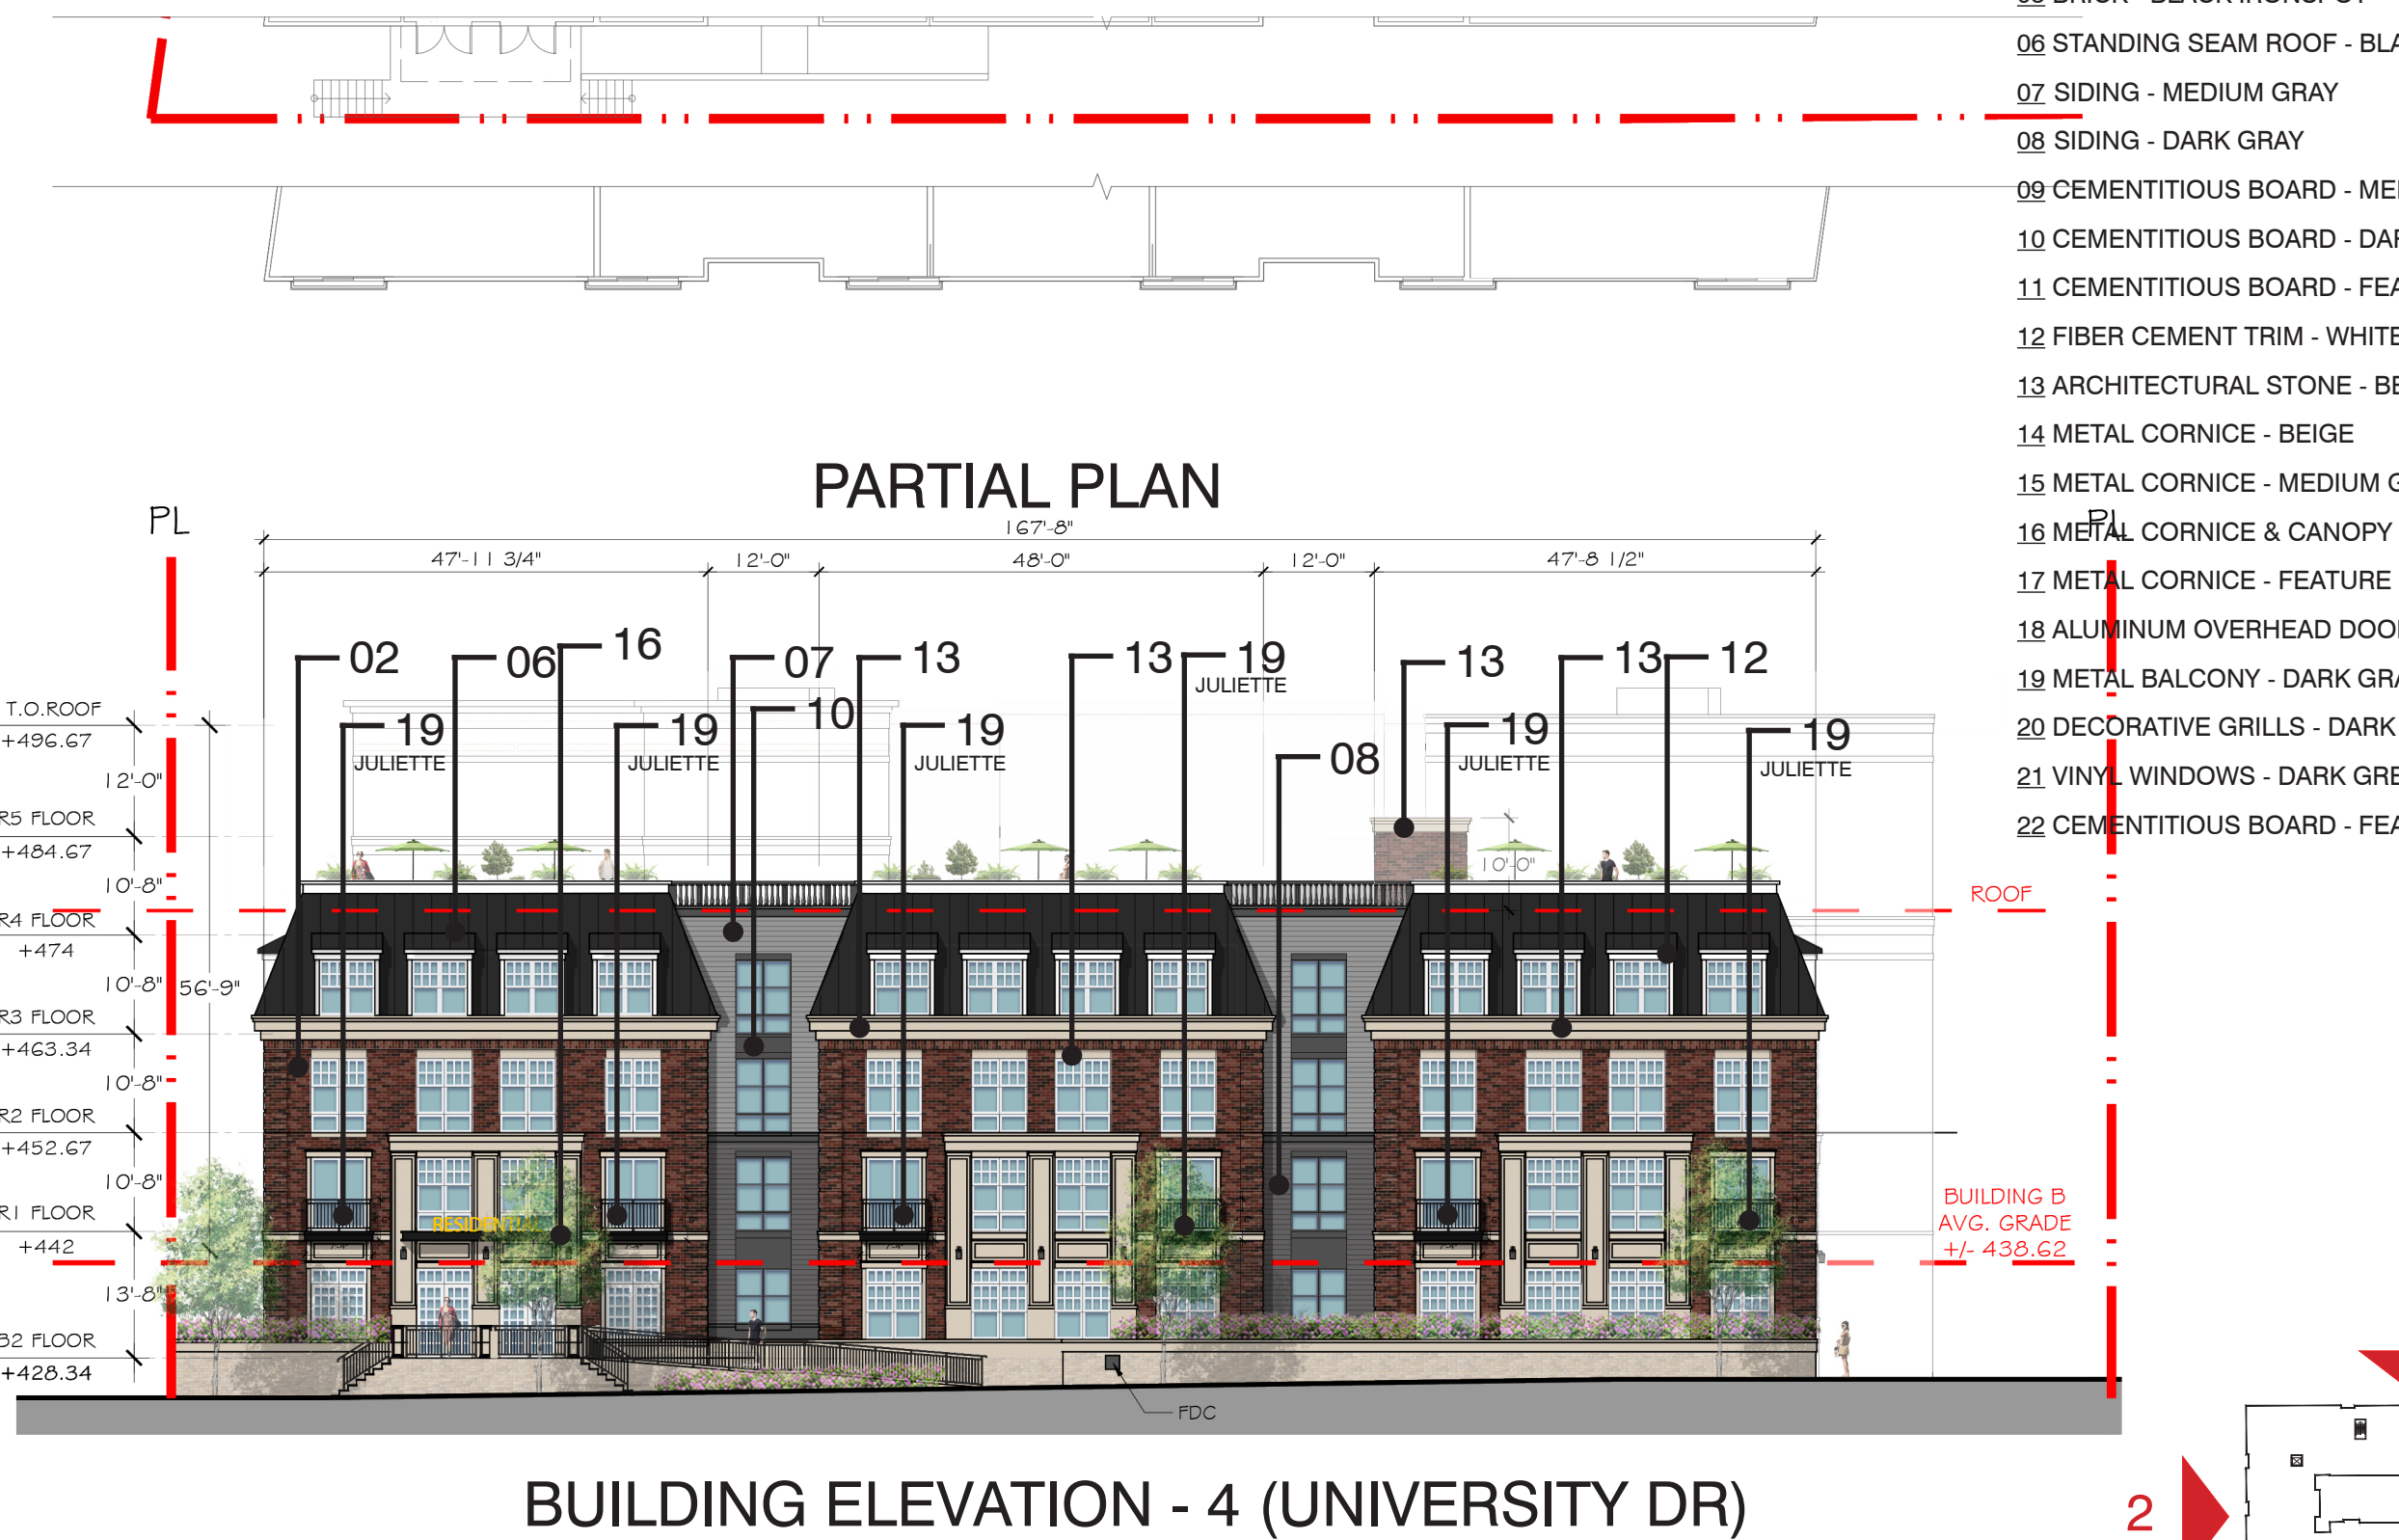 06 STANDING SEAM ROOF - BLA
07 SIDING - MEDIUM GRAY
08 SIDING - DARK GRAY
09 CEMENTITIOUS BOARD - MED
10 CEMENTITIOUS BOARD - DAR
11 CEMENTITIOUS BOARD - FEA
12 FIBER CEMENT TRIM - WHITE
13 ARCHITECTURAL STONE - BE
14 METAL CORNICE - BEIGE
15 METAL CORNICE - MEDIUM G
16 METAL CORNICE & CANOPY
17 METAL CORNICE - FEATURE
18 ALUMINUM OVERHEAD DOOR
19 METAL BALCONY - DARK GRA
20 DECORATIVE GRILLS - DARK
21 VINYL WINDOWS - DARK GRE
22 CEMENTITIOUS BOARD - FEA
PARTIAL PLAN
PL
PL
167'-8"
47'-11 3/4" 12'-0" 48'-0" 12'-0" 47'-8 1/2"
02 06 16 07 13 13 19 13 13 12
JULIETTE
19 19 10 19 08 19 19
JULIETTE JULIETTE JULIETTE JULIETTE JULIETTE
T.O.ROOF
+496.67
12'-0"
R5 FLOOR
+484.67
10'-8"
R4 FLOOR
+474
10'-8"
56'-9"
R3 FLOOR
+463.34
10'-8"
R2 FLOOR
+452.67
10'-8"
R1 FLOOR
+442
13'-8"
B2 FLOOR
+428.34
10'-0"
ROOF
RESIDENTIAL
BUILDING B
AVG. GRADE
+/- 438.62
FDC
BUILDING ELEVATION - 4 (UNIVERSITY DR)
2